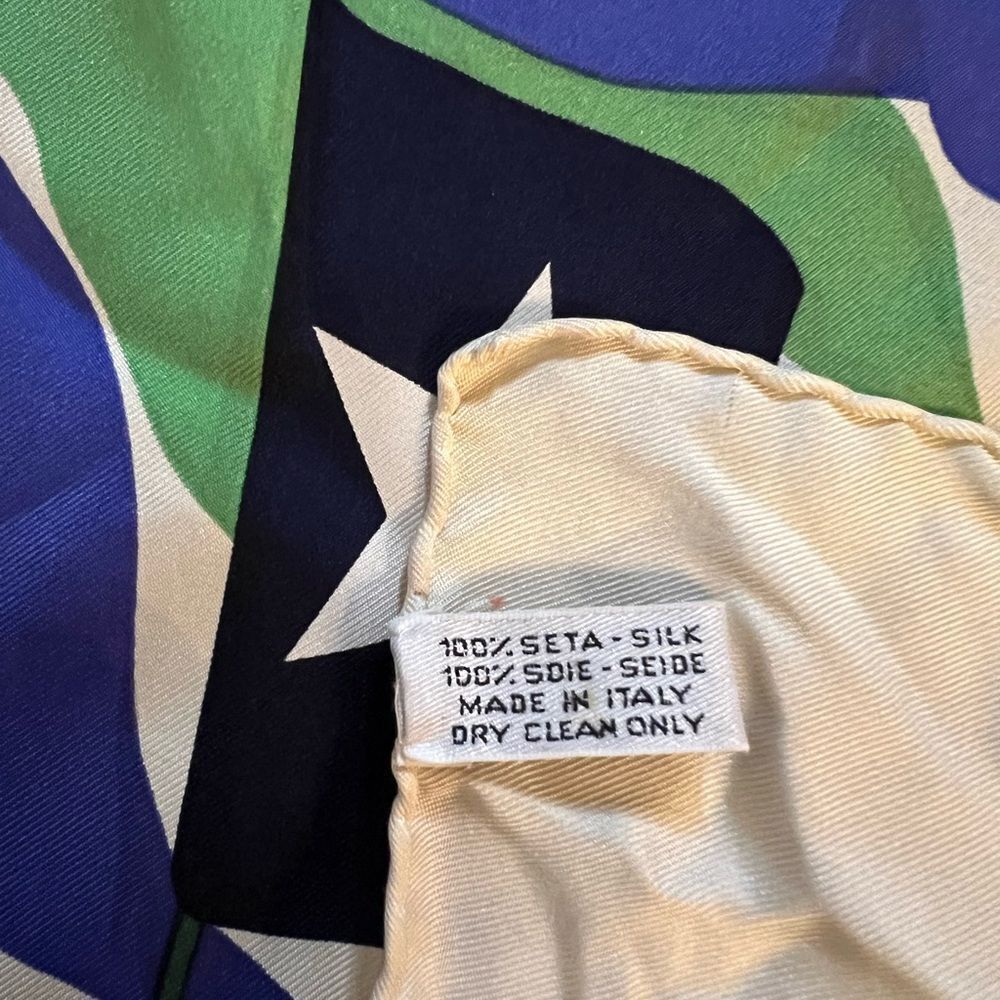 100% SETA - SILK
100% SOIE - SEIDE
MADE IN ITALY
DRY CLEAN ONLY